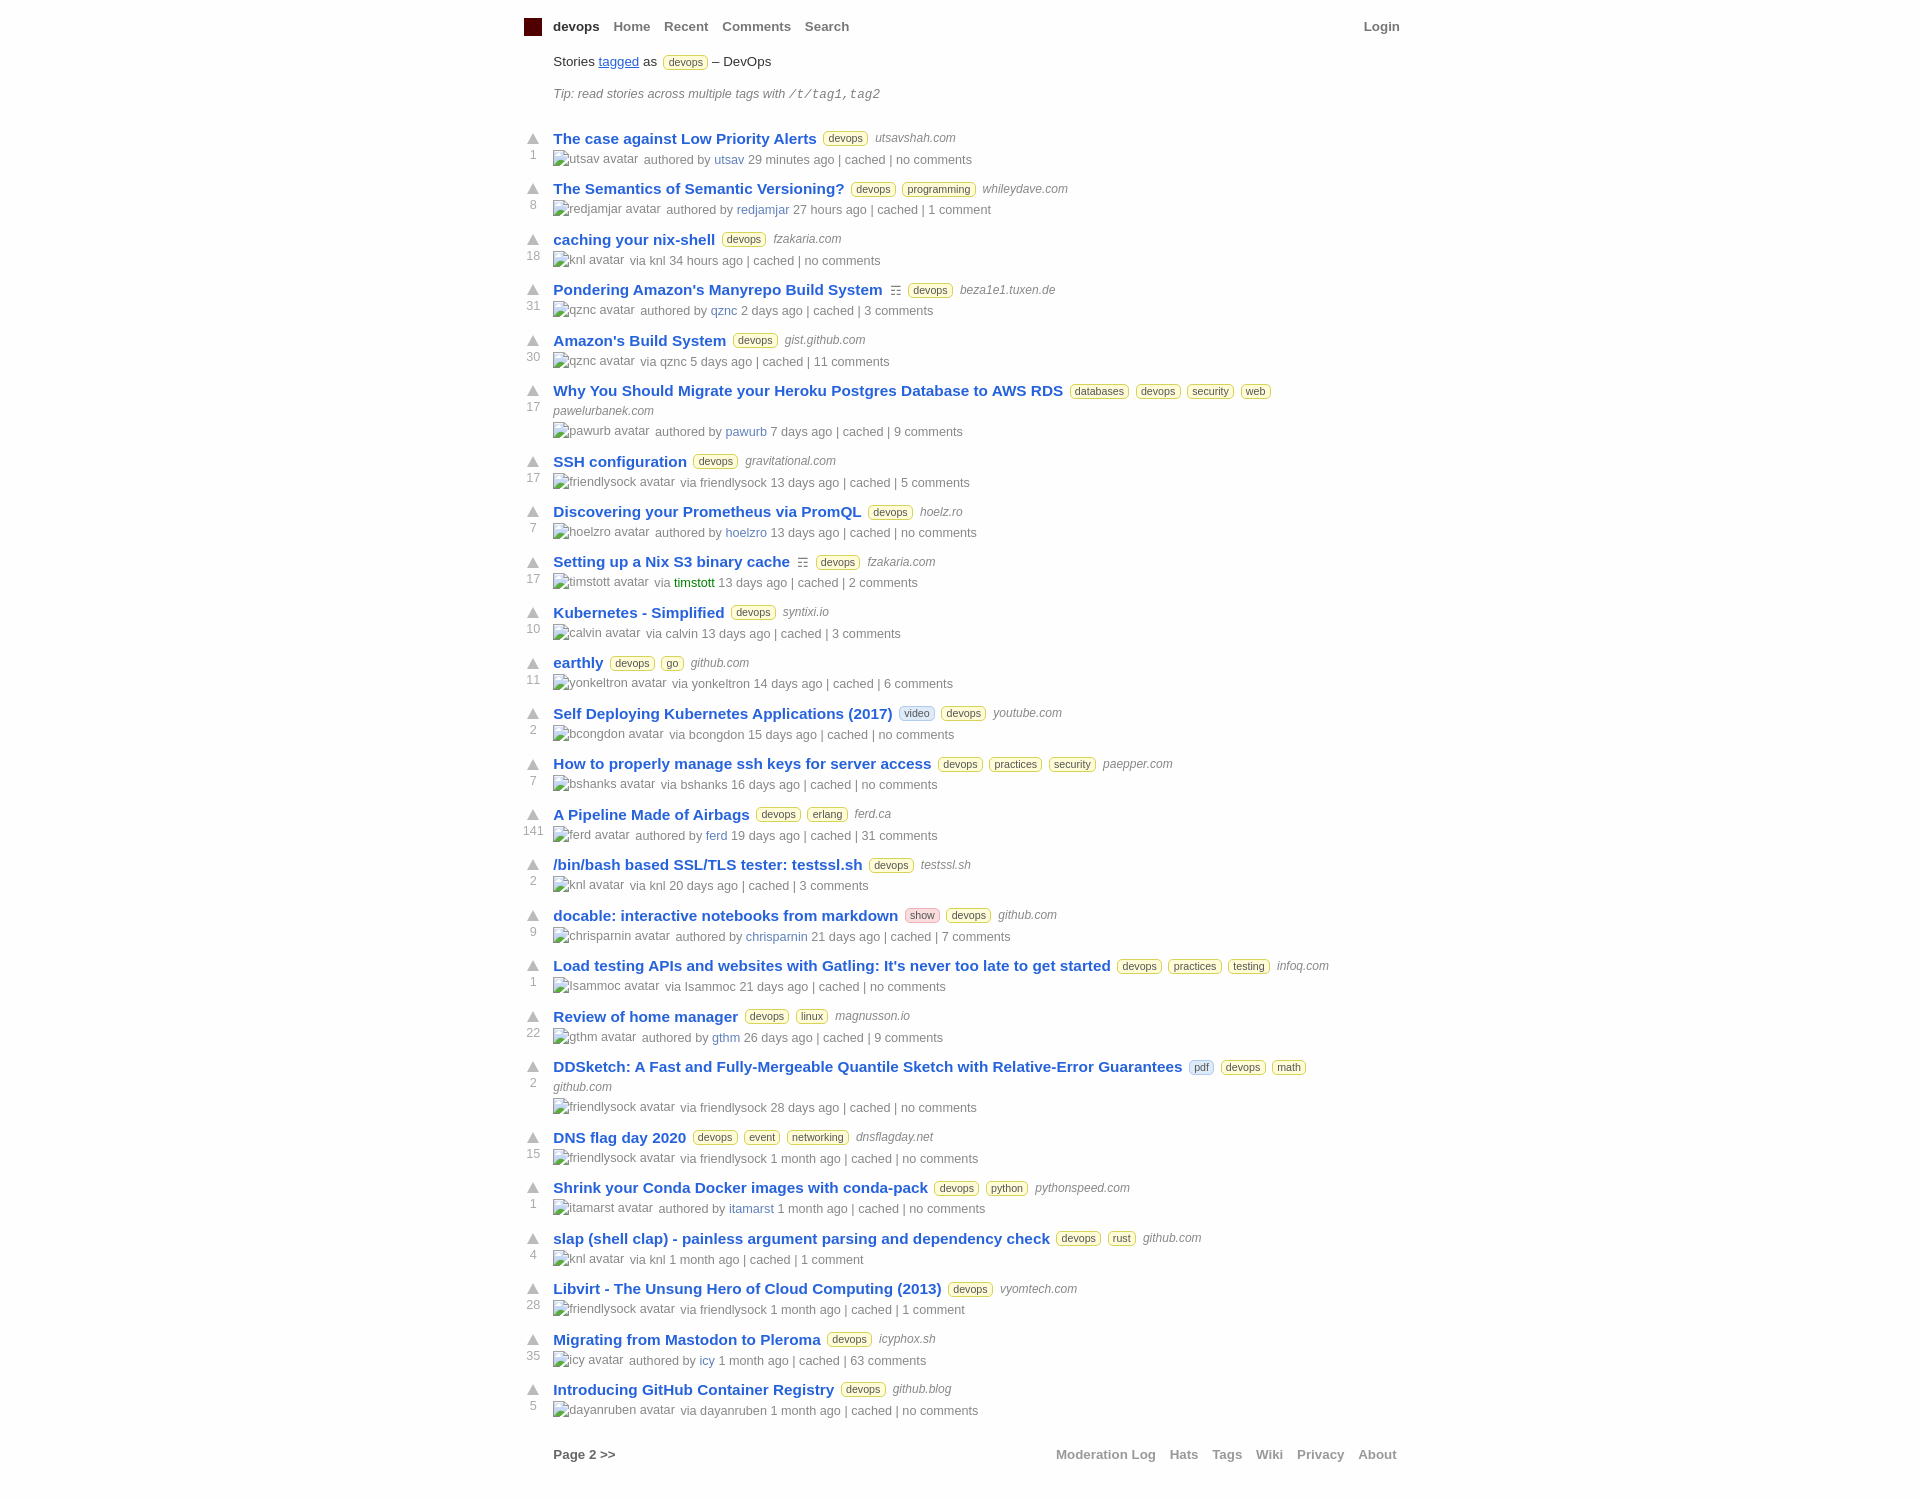 devops Home Recent Comments Search Login
Stories tagged as devops – DevOps
Tip: read stories across multiple tags with /t/tag1,tag2
The case against Low Priority Alerts devops utsavshah.com
1 utsav avatar authored by utsav 29 minutes ago | cached | no comments
The Semantics of Semantic Versioning? devops programming whileydave.com
8 redjamjar avatar authored by redjamjar 27 hours ago | cached | 1 comment
caching your nix-shell devops fzakaria.com
18 knl avatar via knl 34 hours ago | cached | no comments
Pondering Amazon's Manyrepo Build System ☶ devops beza1e1.tuxen.de
31 qznc avatar authored by qznc 2 days ago | cached | 3 comments
Amazon's Build System devops gist.github.com
30 qznc avatar via qznc 5 days ago | cached | 11 comments
Why You Should Migrate your Heroku Postgres Database to AWS RDS databases devops security web
17 pawelurbanek.com
pawurb avatar authored by pawurb 7 days ago | cached | 9 comments
SSH configuration devops gravitational.com
17 friendlysock avatar via friendlysock 13 days ago | cached | 5 comments
Discovering your Prometheus via PromQL devops hoelz.ro
7 hoelzro avatar authored by hoelzro 13 days ago | cached | no comments
Setting up a Nix S3 binary cache ☶ devops fzakaria.com
17 timstott avatar via timstott 13 days ago | cached | 2 comments
Kubernetes - Simplified devops syntixi.io
10 calvin avatar via calvin 13 days ago | cached | 3 comments
earthly devops go github.com
11 yonkeltron avatar via yonkeltron 14 days ago | cached | 6 comments
Self Deploying Kubernetes Applications (2017) video devops youtube.com
2 bcongdon avatar via bcongdon 15 days ago | cached | no comments
How to properly manage ssh keys for server access devops practices security paepper.com
7 bshanks avatar via bshanks 16 days ago | cached | no comments
A Pipeline Made of Airbags devops erlang ferd.ca
141 ferd avatar authored by ferd 19 days ago | cached | 31 comments
/bin/bash based SSL/TLS tester: testssl.sh devops testssl.sh
2 knl avatar via knl 20 days ago | cached | 3 comments
docable: interactive notebooks from markdown show devops github.com
9 chrisparnin avatar authored by chrisparnin 21 days ago | cached | 7 comments
Load testing APIs and websites with Gatling: It's never too late to get started devops practices testing infoq.com
1 Isammoc avatar via Isammoc 21 days ago | cached | no comments
Review of home manager devops linux magnusson.io
22 gthm avatar authored by gthm 26 days ago | cached | 9 comments
DDSketch: A Fast and Fully-Mergeable Quantile Sketch with Relative-Error Guarantees pdf devops math
2 github.com
friendlysock avatar via friendlysock 28 days ago | cached | no comments
DNS flag day 2020 devops event networking dnsflagday.net
15 friendlysock avatar via friendlysock 1 month ago | cached | no comments
Shrink your Conda Docker images with conda-pack devops python pythonspeed.com
1 itamarst avatar authored by itamarst 1 month ago | cached | no comments
slap (shell clap) - painless argument parsing and dependency check devops rust github.com
4 knl avatar via knl 1 month ago | cached | 1 comment
Libvirt - The Unsung Hero of Cloud Computing (2013) devops vyomtech.com
28 friendlysock avatar via friendlysock 1 month ago | cached | 1 comment
Migrating from Mastodon to Pleroma devops icyphox.sh
35 icy avatar authored by icy 1 month ago | cached | 63 comments
Introducing GitHub Container Registry devops github.blog
5 dayanruben avatar via dayanruben 1 month ago | cached | no comments
Page 2 >> Moderation Log Hats Tags Wiki Privacy About